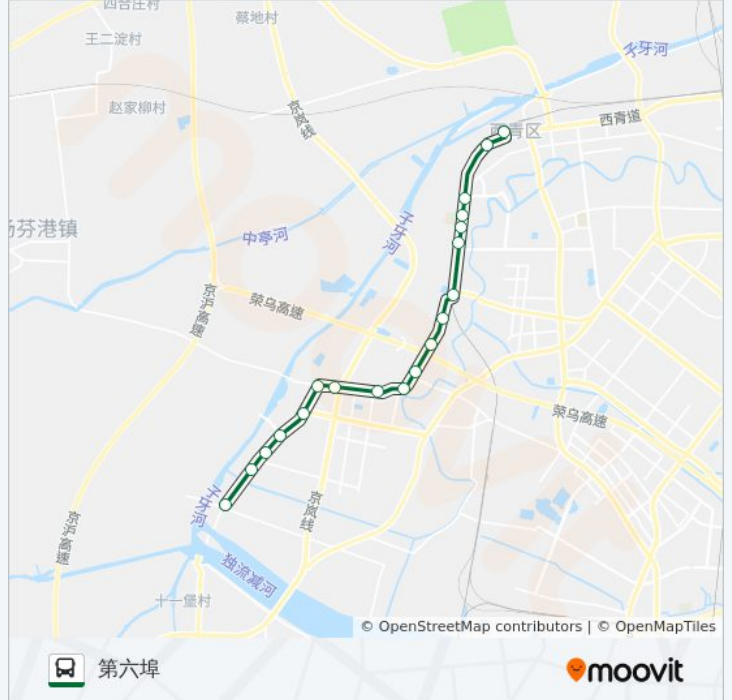 四合庄村
蔡地村
王二淀村
子牙河
赵家柳村
京岚线
西青道
西青区
扬芬港镇
中亭河
子牙河
京沪高速
荣乌高速
荣乌高速
子牙河
京岚线
京沪高速
独流减河
十一堡村
© OpenStreetMap contributors | © OpenMapTiles
第六埠
moovit